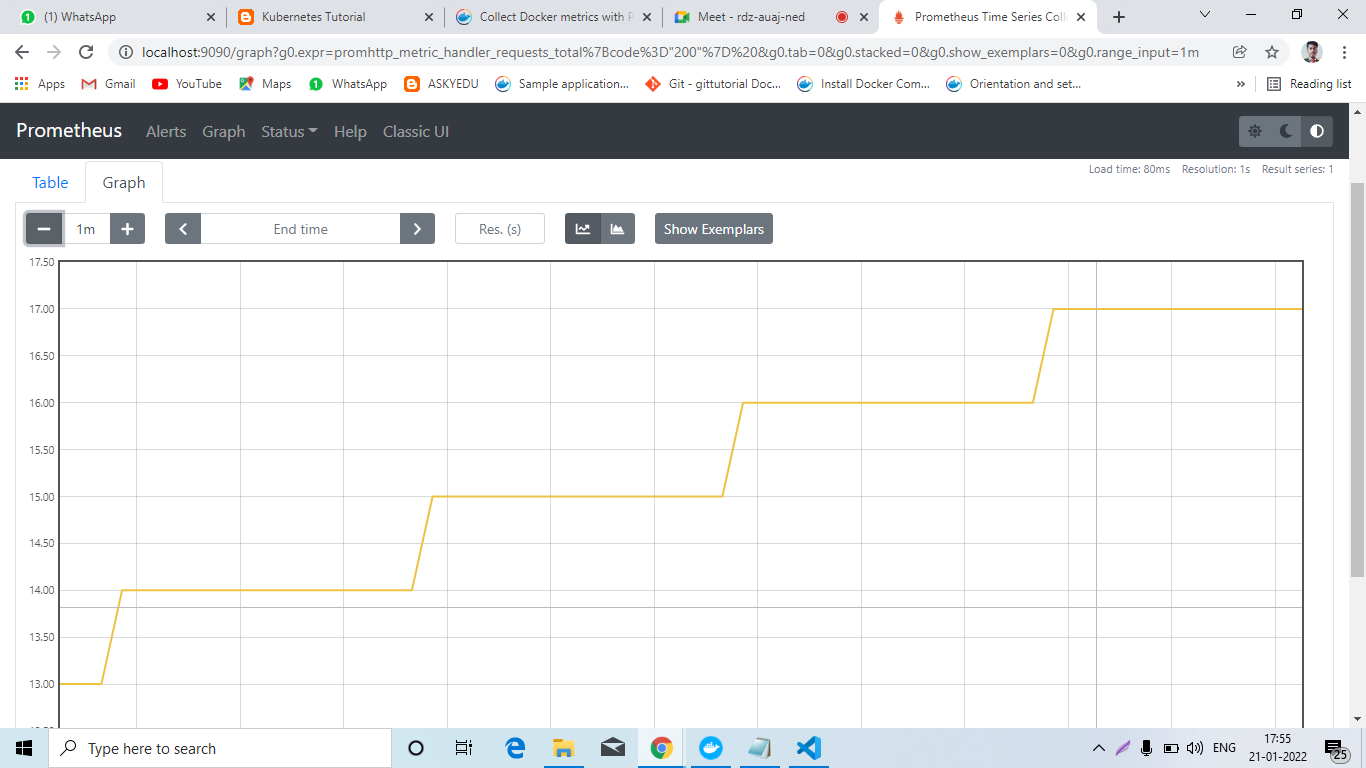 (1) WhatsApp Kubernetes Tutorial Collect Docker metrics with P Meet - rdz-auaj-ned Prometheus Time Series Coll
localhost:9090/graph?g0.expr=promhttp_metric_handler_requests_total%7Bcode%3D"200"%7D%20&g0.tab=0&g0.stacked=0&g0.show_exemplars=0&g0.range_input=1m
Apps Gmail YouTube Maps WhatsApp ASKYEDU Sample application... Git - gittutorial Doc... Install Docker Com... Orientation and set... » Reading list
Prometheus Alerts Graph Status Help Classic UI
Load time: 80ms Resolution: 1s Result series: 1
Table Graph
1m End time Res. (s) Show Exemplars
17.50
17.00
16.50
16.00
15.50
15.00
14.50
14.00
13.50
13.00
Type here to search
ENG
17:55
21-01-2022
25